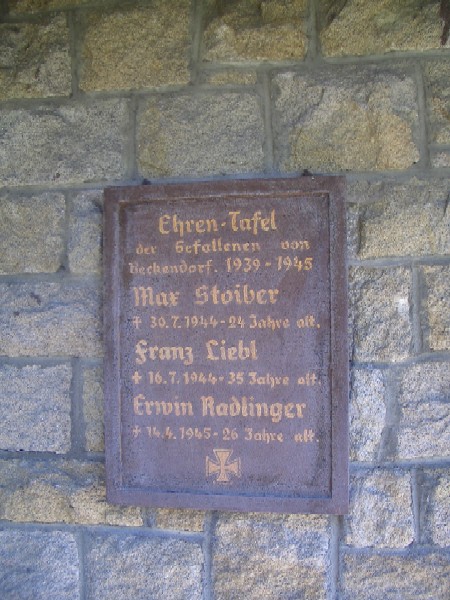 Ehren-Tafel
der Gefallenen von
Beckendorf. 1939-1945
Max Stoiber
✝ 30.7.1944-24 Jahre alt.
Franz Liebl
✝ 16.7.1944-35 Jahre alt.
Erwin Radlinger
✝ 14.4.1945-26 Jahre alt.